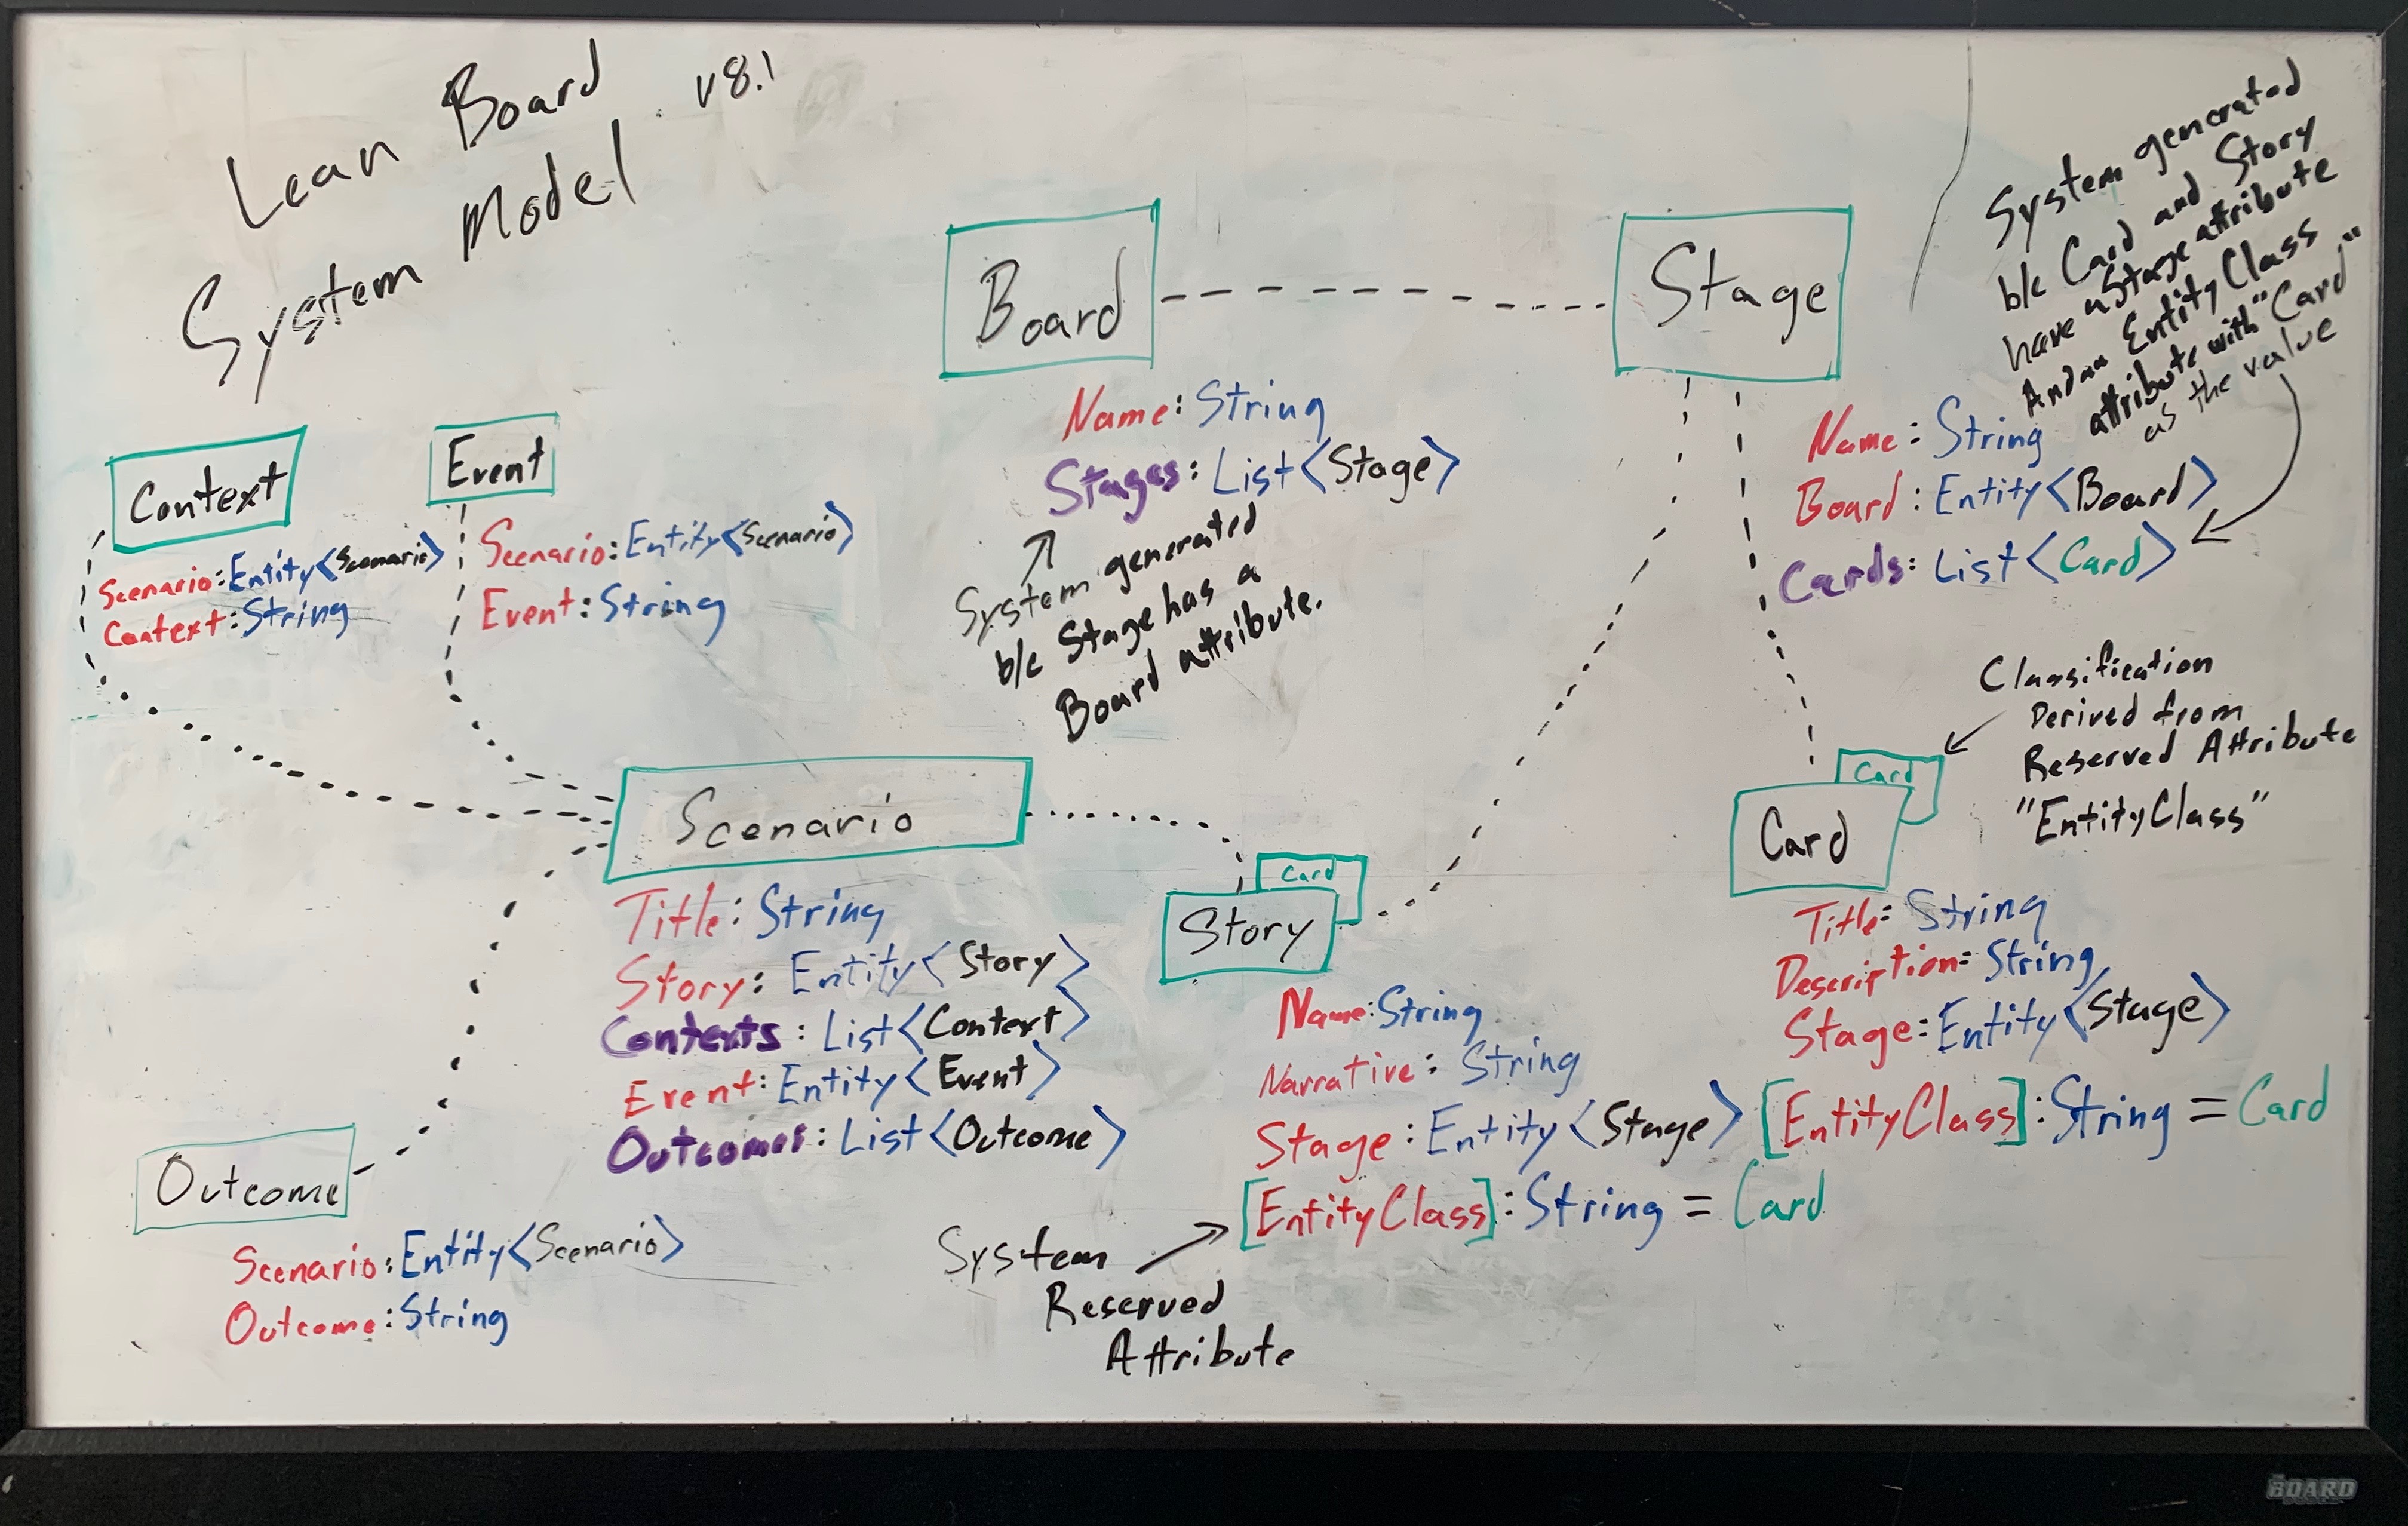 Lean Board
System Model v8.1
Board
Name: String
Stages: List<Stage>
System generated
b/c Stage has a
Board attribute.
Stage
Name: String
Board: Entity<Board>
Cards: List<Card>
System generated
b/c Card and Story
have a Stage attribute
And an EntityClass
attribute with "Card"
as the value
Context
Scenario: Entity<Scenario>
Context: String
Event
Scenario: Entity<Scenario>
Event: String
Scenario
Title: String
Story: Entity<Story>
Contexts: List<Context>
Event: Entity<Event>
Outcomes: List<Outcome>
Card
Story
Name: String
Narrative: String
Stage: Entity<Stage>
[EntityClass]: String = Card
System
Reserved
Attribute
Card
Card
Classification
Derived from
Reserved Attribute
"EntityClass"
Title: String
Description: String
Stage: Entity<Stage>
[EntityClass]: String = Card
Outcome
Scenario: Entity<Scenario>
Outcome: String
BOARD